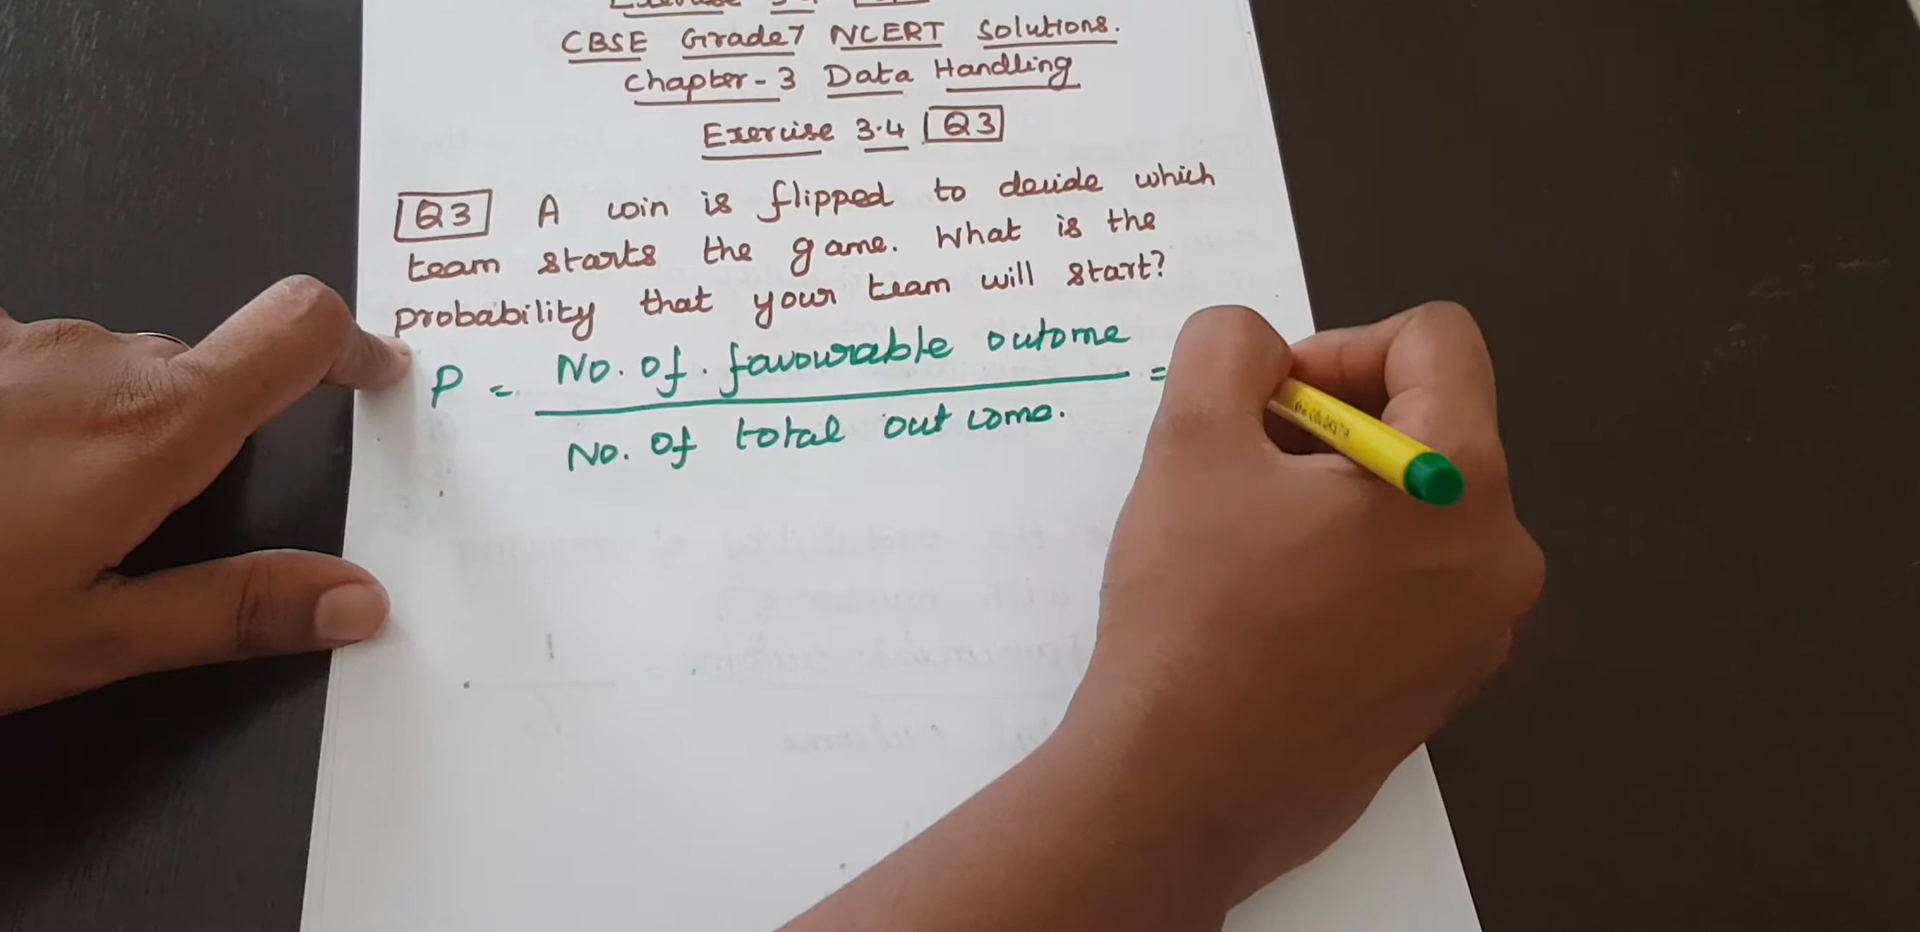 CBSE Grade7 NCERT Solutions.
Chapter-3 Data Handling
Exercise 3.4 Q3
Q3 A coin is flipped to decide which
team starts the game. What is the
probability that your team will start?
P = No. of. favourable outcome =
No. of total out come.